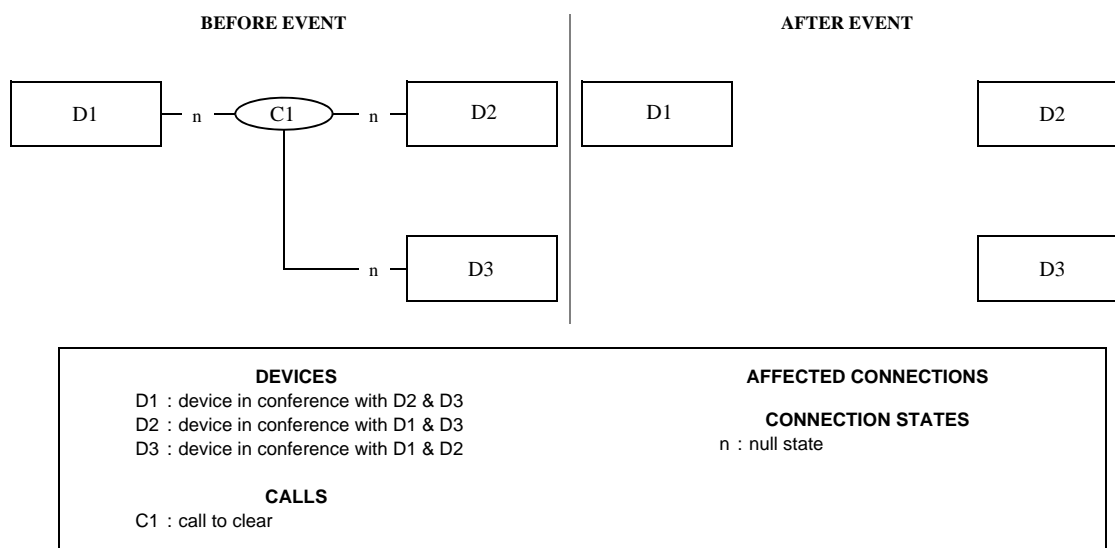 BEFORE EVENT
AFTER EVENT
D1 n C1 n D2
D1 D2
n D3
D3
DEVICES
D1 : device in conference with D2 & D3
D2 : device in conference with D1 & D3
D3 : device in conference with D1 & D2
CALLS
C1 : call to clear
AFFECTED CONNECTIONS
CONNECTION STATES
n : null state